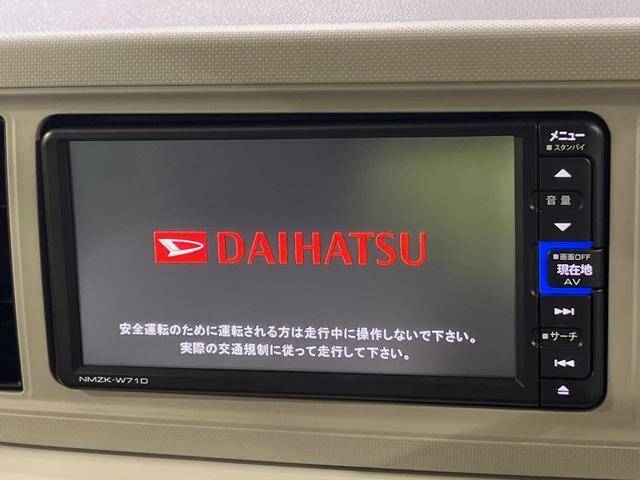 メニュー
■スタンバイ
音量
■画面OFF
現在地
AV
■サーチ
DAIHATSU
安全運転のために運転される方は走行中に操作しないで下さい。
実際の交通規制に従って走行して下さい。
NMZK-W71D